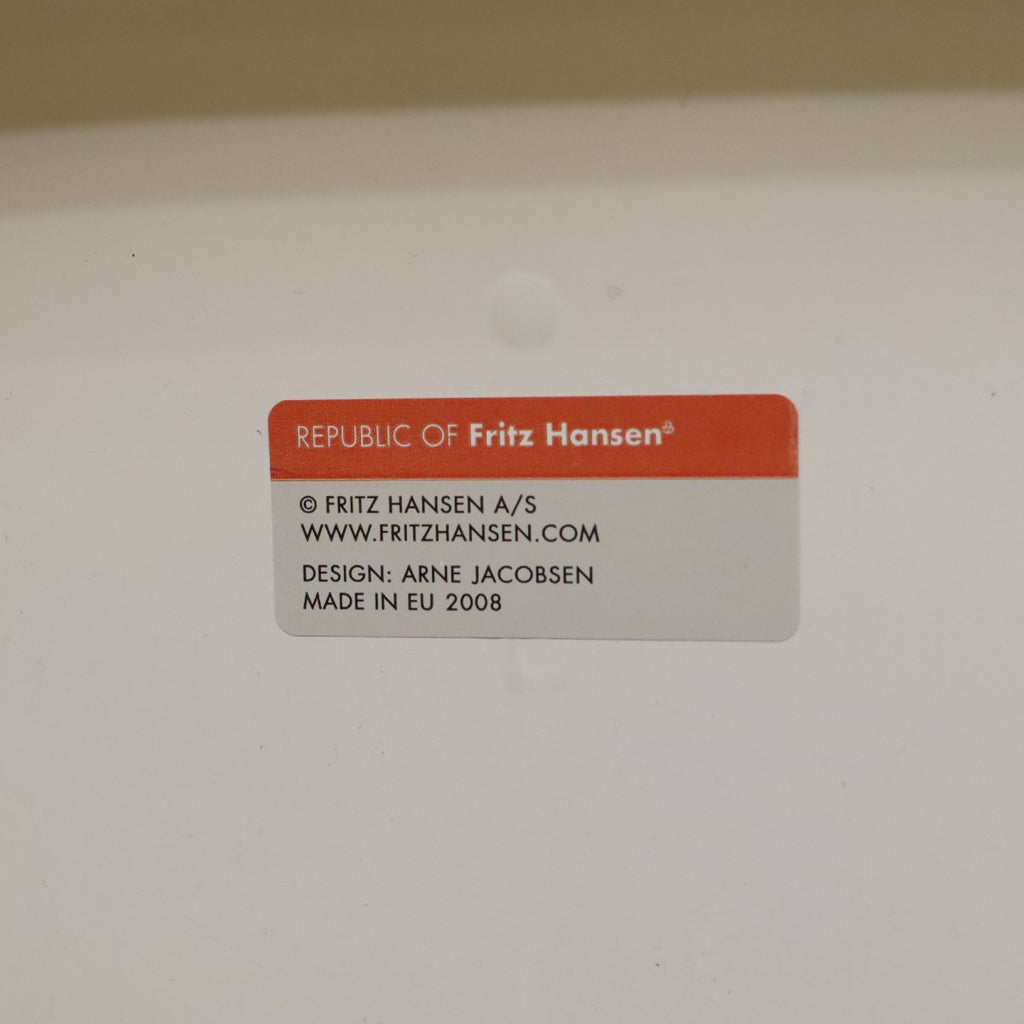 REPUBLIC OF Fritz Hansen
© FRITZ HANSEN A/S
WWW.FRITZHANSEN.COM
DESIGN: ARNE JACOBSEN
MADE IN EU 2008